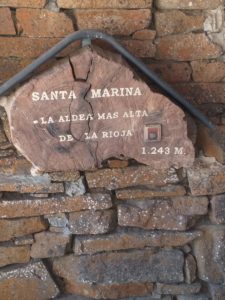 SANTA MARINA
-LA ALDEA MAS ALTA
DE LA RIOJA
1.243 M.